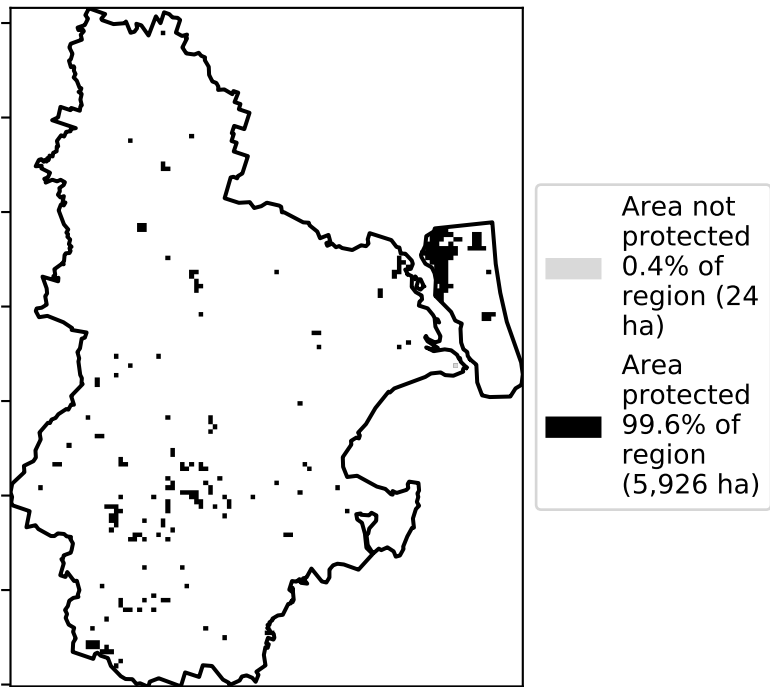 Area not
protected
0.4% of
region (24
ha)
Area
protected
99.6% of
region
(5,926 ha)